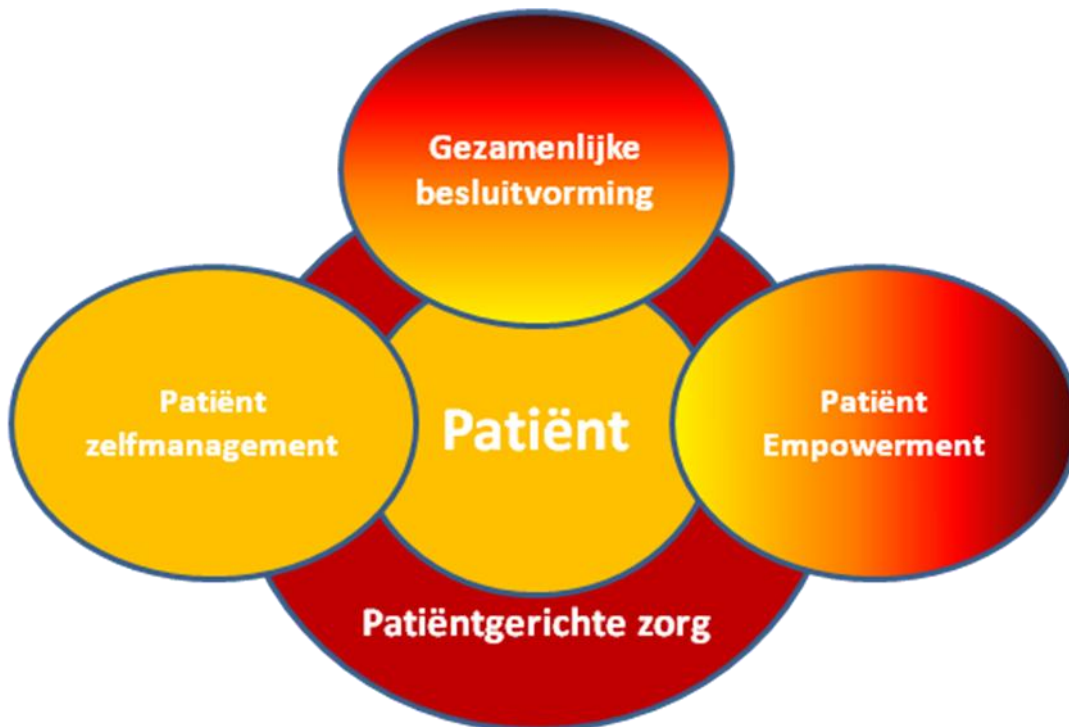 Gezamenlijke
besluitvorming
Patiënt
zelfmanagement
Patiënt
Patiënt
Empowerment
Patiëntgerichte zorg